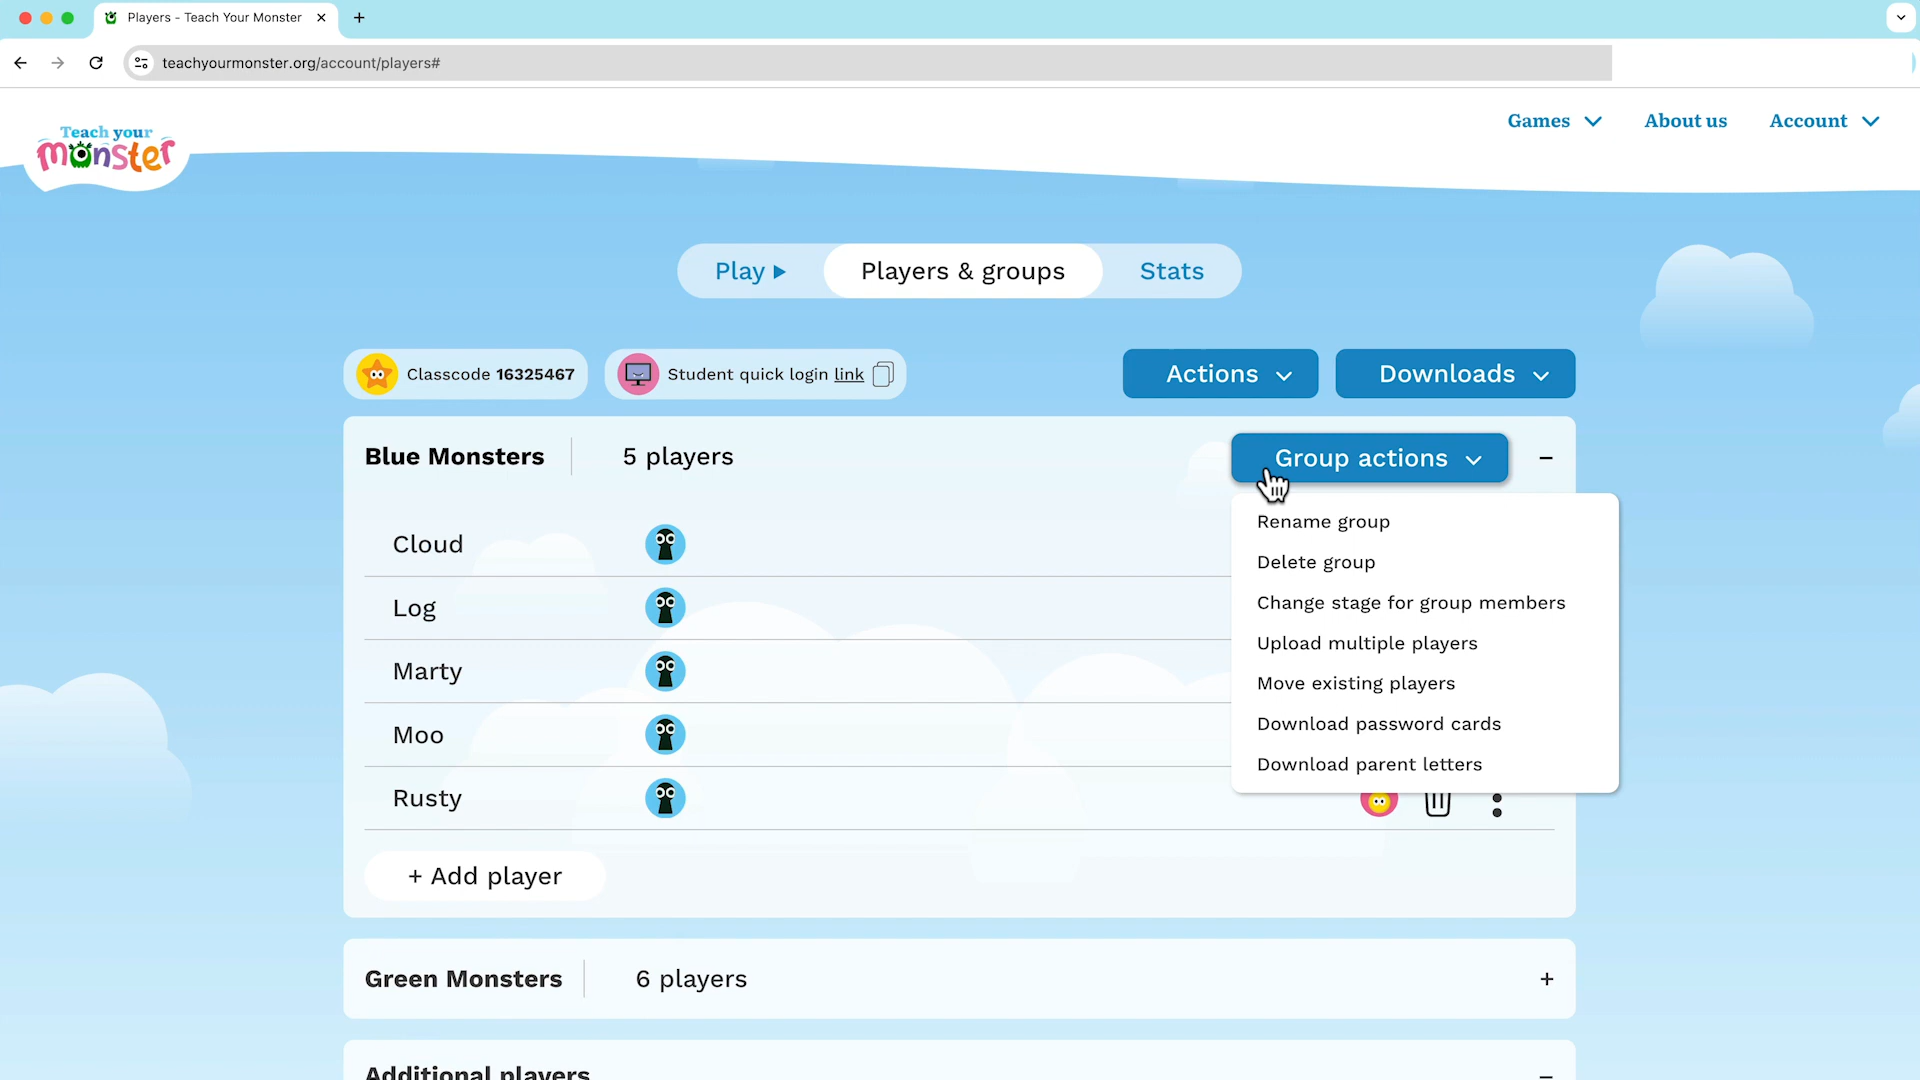 Players - Teach Your Monster
teachyourmonster.org/account/players#
Teach your
monster
Games
About us
Account
Play
Players & groups
Stats
Classcode 16325467
Student quick login link
Actions
Downloads
Blue Monsters
5 players
Group actions
Rename group
Delete group
Change stage for group members
Upload multiple players
Move existing players
Download password cards
Download parent letters
Cloud
Log
Marty
Moo
Rusty
+ Add player
Green Monsters
6 players
Additional players